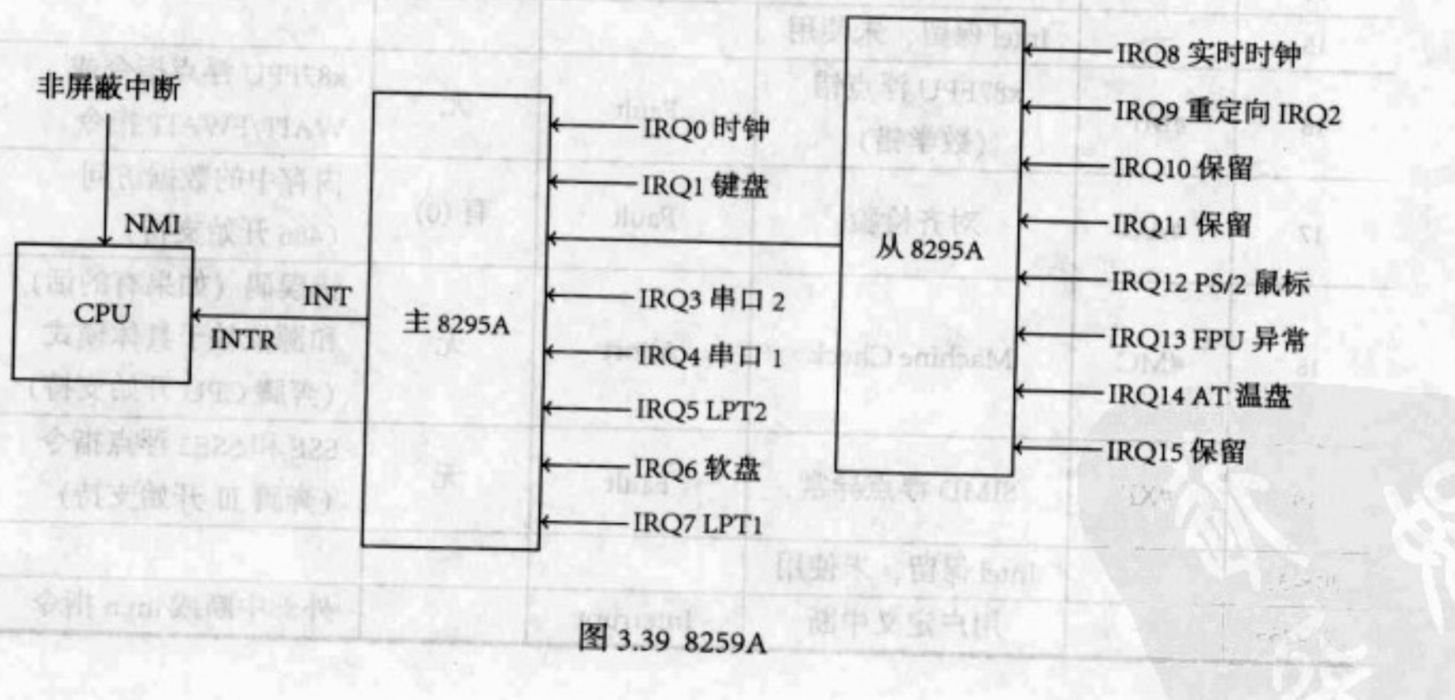 非屏蔽中断
NMI
CPU
INT
INTR
主 8295A
IRQ0 时钟
IRQ1 键盘
IRQ3 串口 2
IRQ4 串口 1
IRQ5 LPT2
IRQ6 软盘
IRQ7 LPT1
从 8295A
IRQ8 实时时钟
IRQ9 重定向 IRQ2
IRQ10 保留
IRQ11 保留
IRQ12 PS/2 鼠标
IRQ13 FPU 异常
IRQ14 AT 温盘
IRQ15 保留
图 3.39 8259A